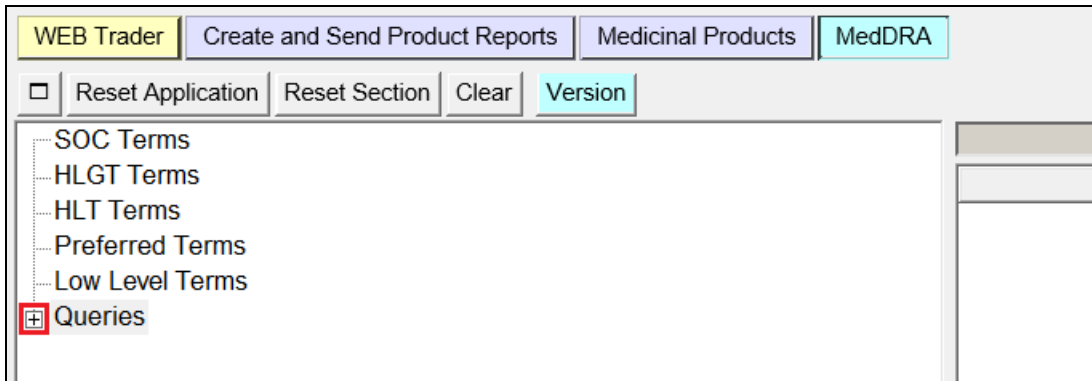 WEB Trader Create and Send Product Reports Medicinal Products MedDRA
Reset Application Reset Section Clear Version
SOC Terms
HLGT Terms
HLT Terms
Preferred Terms
Low Level Terms
Queries